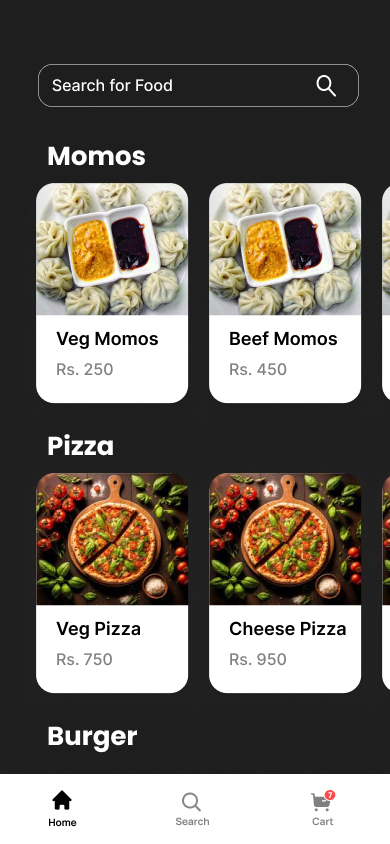 Search for Food
Momos
Veg Momos
Rs. 250
Beef Momos
Rs. 450
Pizza
Veg Pizza
Rs. 750
Cheese Pizza
Rs. 950
Burger
Home
Search
7
Cart